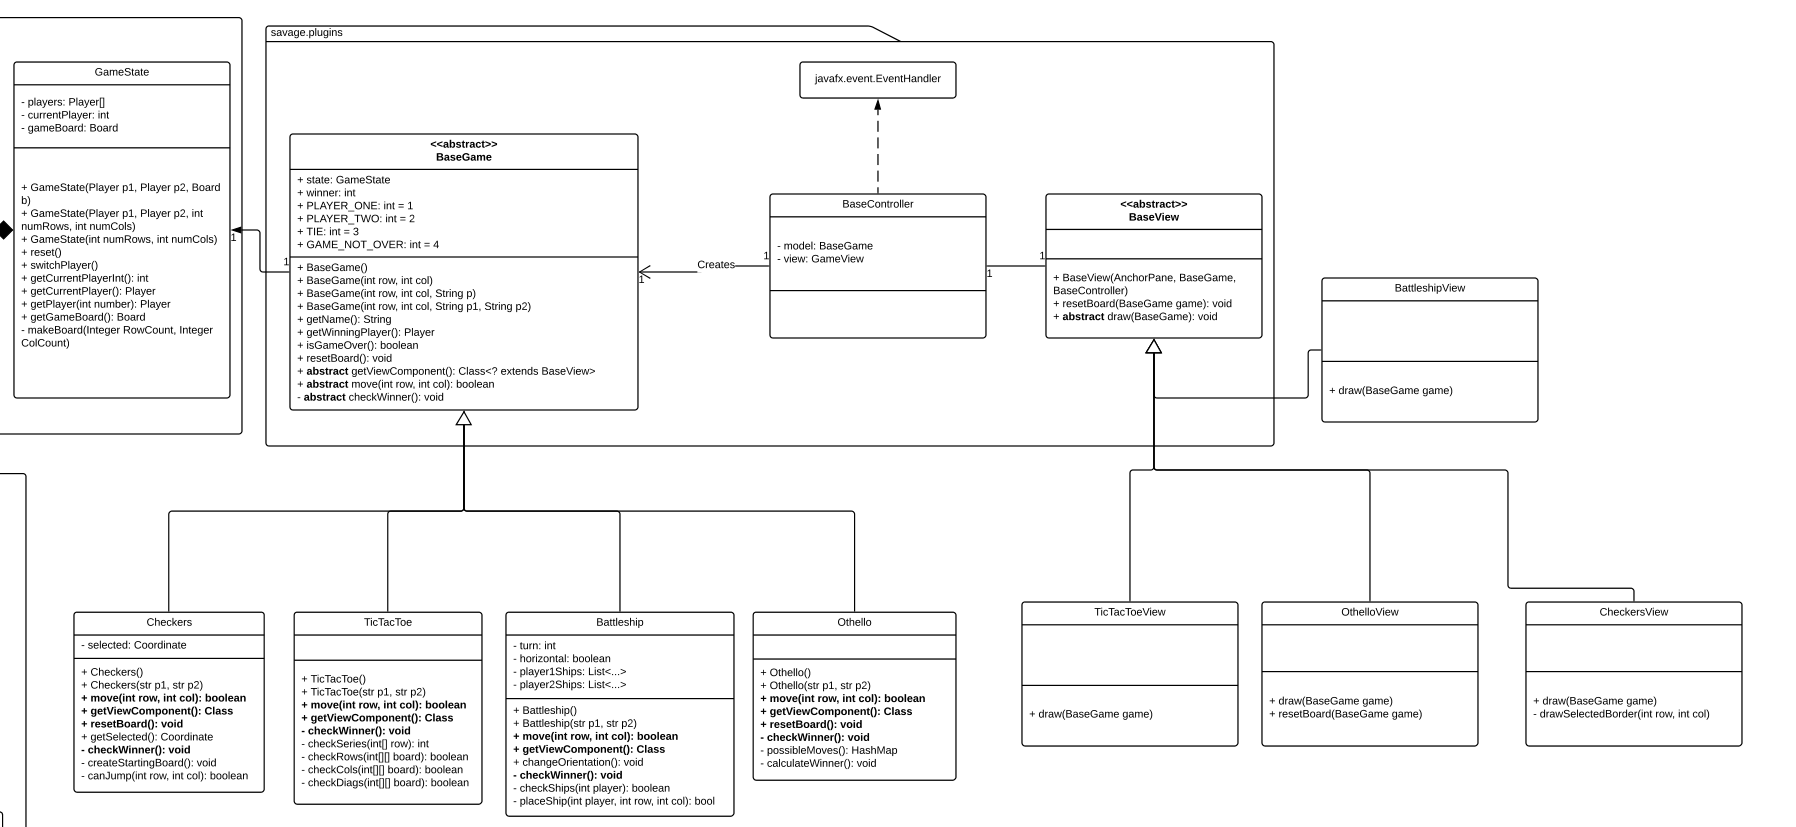 savage.plugins
GameState
- players: Player[]
- currentPlayer: int
- gameBoard: Board
+ GameState(Player p1, Player p2, Board
b)
+ GameState(Player p1, Player p2, int
numRows, int numCols)
+ GameState(int numRows, int numCols)
+ reset()
+ switchPlayer()
+ getCurrentPlayerInt(): int
+ getCurrentPlayer(): Player
+ getPlayer(int number): Player
+ getGameBoard(): Board
- makeBoard(Integer RowCount, Integer
ColCount)
1
1
<<abstract>>
BaseGame
+ state: GameState
+ winner: int
+ PLAYER_ONE: int = 1
+ PLAYER_TWO: int = 2
+ TIE: int = 3
+ GAME_NOT_OVER: int = 4
+ BaseGame()
+ BaseGame(int row, int col)
+ BaseGame(int row, int col, String p)
+ BaseGame(int row, int col, String p1, String p2)
+ getName(): String
+ getWinningPlayer(): Player
+ isGameOver(): boolean
+ resetBoard(): void
+ abstract getViewComponent(): Class<? extends BaseView>
+ abstract move(int row, int col): boolean
- abstract checkWinner(): void
1
Creates
1
javafx.event.EventHandler
BaseController
- model: BaseGame
- view: GameView
1
1
<<abstract>>
BaseView
+ BaseView(AnchorPane, BaseGame,
BaseController)
+ resetBoard(BaseGame game): void
+ abstract draw(BaseGame): void
BattleshipView
+ draw(BaseGame game)
Checkers
- selected: Coordinate
+ Checkers()
+ Checkers(str p1, str p2)
+ move(int row, int col): boolean
+ getViewComponent(): Class
+ resetBoard(): void
+ getSelected(): Coordinate
- checkWinner(): void
- createStartingBoard(): void
- canJump(int row, int col): boolean
TicTacToe
+ TicTacToe()
+ TicTacToe(str p1, str p2)
+ move(int row, int col): boolean
+ getViewComponent(): Class
- checkWinner(): void
- checkSeries(int[] row): int
- checkRows(int[][] board): boolean
- checkCols(int[][] board): boolean
- checkDiags(int[][] board): boolean
Battleship
- turn: int
- horizontal: boolean
- player1Ships: List<...>
- player2Ships: List<...>
+ Battleship()
+ Battleship(str p1, str p2)
+ move(int row, int col): boolean
+ getViewComponent(): Class
+ changeOrientation(): void
- checkWinner(): void
- checkShips(int player): boolean
- placeShip(int player, int row, int col): bool
Othello
+ Othello()
+ Othello(str p1, str p2)
+ move(int row, int col): boolean
+ getViewComponent(): Class
+ resetBoard(): void
- checkWinner(): void
- possibleMoves(): HashMap
- calculateWinner(): void
TicTacToeView
+ draw(BaseGame game)
OthelloView
+ draw(BaseGame game)
+ resetBoard(BaseGame game)
CheckersView
+ draw(BaseGame game)
- drawSelectedBorder(int row, int col)